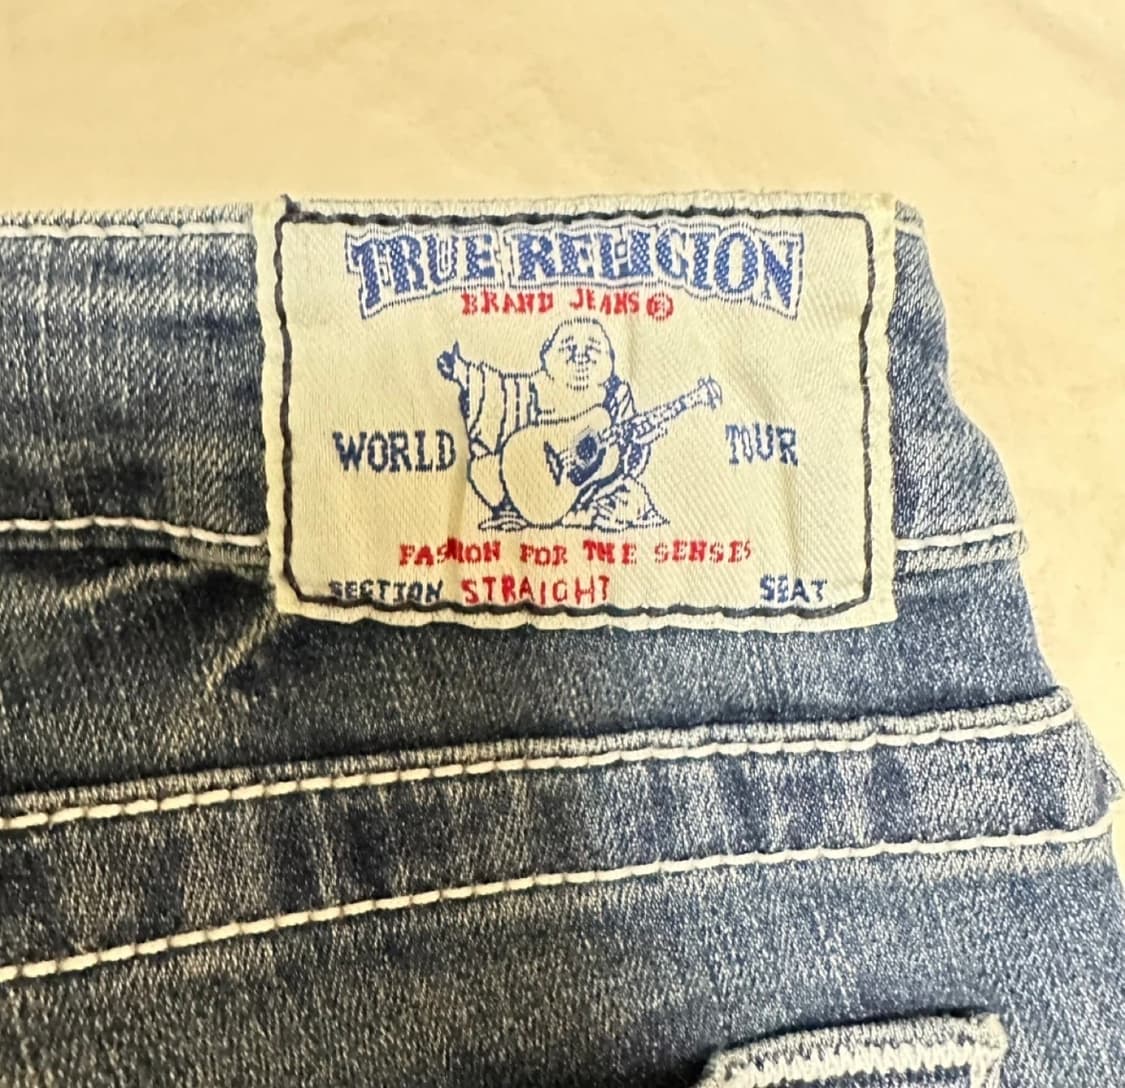 TRUE RELIGION
BRAND JEANS®
WORLD TOUR
FASHION FOR THE SENSES
SECTION STRAIGHT SEAT